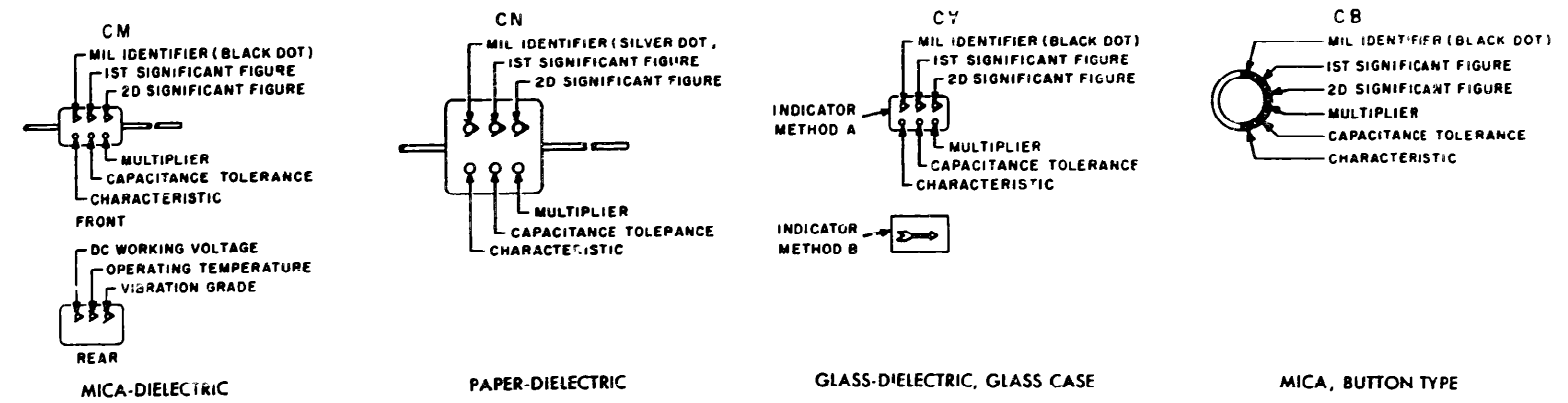 CM
MIL IDENTIFIER (BLACK DOT)
1ST SIGNIFICANT FIGURE
2D SIGNIFICANT FIGURE
MULTIPLIER
CAPACITANCE TOLERANCE
CHARACTERISTIC
FRONT
DC WORKING VOLTAGE
OPERATING TEMPERATURE
VIBRATION GRADE
REAR
MICA-DIELECTRIC
CN
MIL IDENTIFIER (SILVER DOT,
1ST SIGNIFICANT FIGURE
2D SIGNIFICANT FIGURE
MULTIPLIER
CAPACITANCE TOLERANCE
CHARACTERISTIC
PAPER-DIELECTRIC
CY
MIL IDENTIFIER (BLACK DOT)
1ST SIGNIFICANT FIGURE
2D SIGNIFICANT FIGURE
INDICATOR
METHOD A
MULTIPLIER
CAPACITANCE TOLERANCE
CHARACTERISTIC
INDICATOR
METHOD B
GLASS-DIELECTRIC, GLASS CASE
CB
MIL IDENTIFIER (BLACK DOT)
1ST SIGNIFICANT FIGURE
2D SIGNIFICANT FIGURE
MULTIPLIER
CAPACITANCE TOLERANCE
CHARACTERISTIC
MICA, BUTTON TYPE